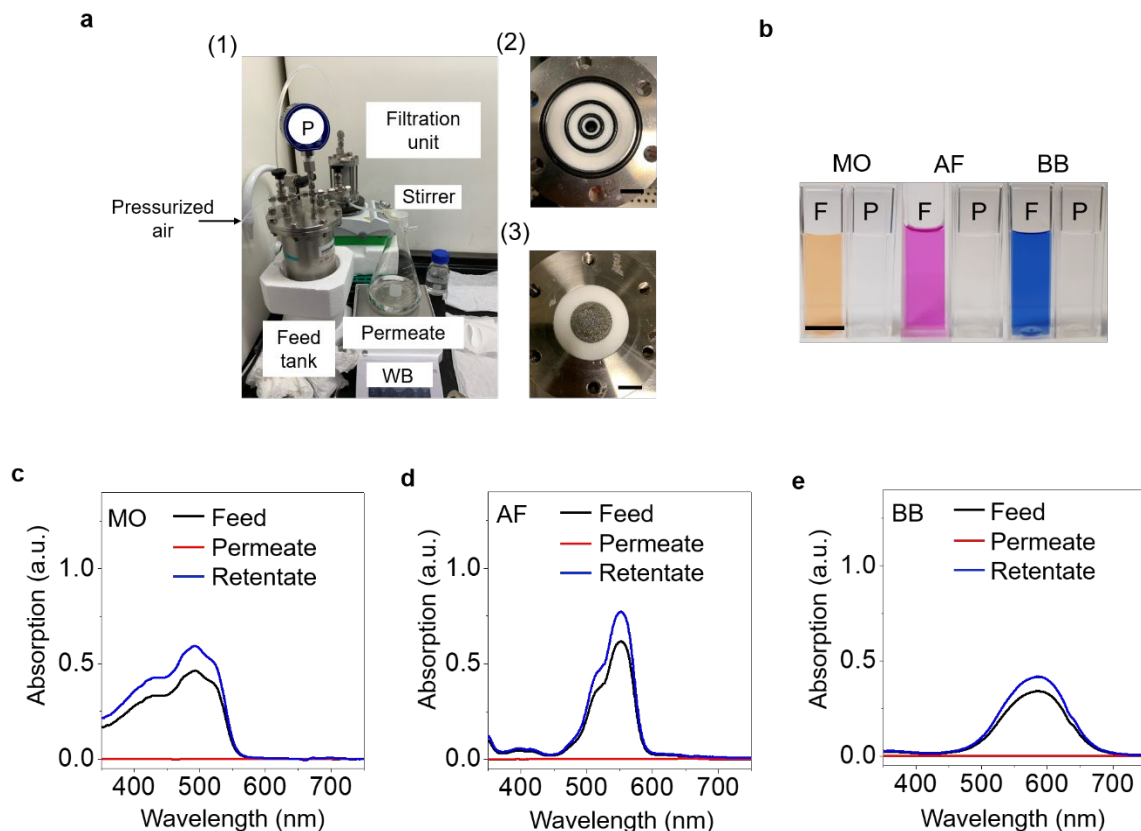 a
(1)
P
Filtration
unit
Stirrer
Pressurized
air
Feed
tank
Permeate
WB
(2)
(3)
b
MO AF BB
F P F P F P
c
MO
Feed
Permeate
Retentate
1.0
0.5
0.0
Absorption (a.u.)
400 500 600 700
Wavelength (nm)
d
AF
Feed
Permeate
Retentate
1.0
0.5
0.0
Absorption (a.u.)
400 500 600 700
Wavelength (nm)
e
BB
Feed
Permeate
Retentate
1.0
0.5
0.0
Absorption (a.u.)
400 500 600 700
Wavelength (nm)